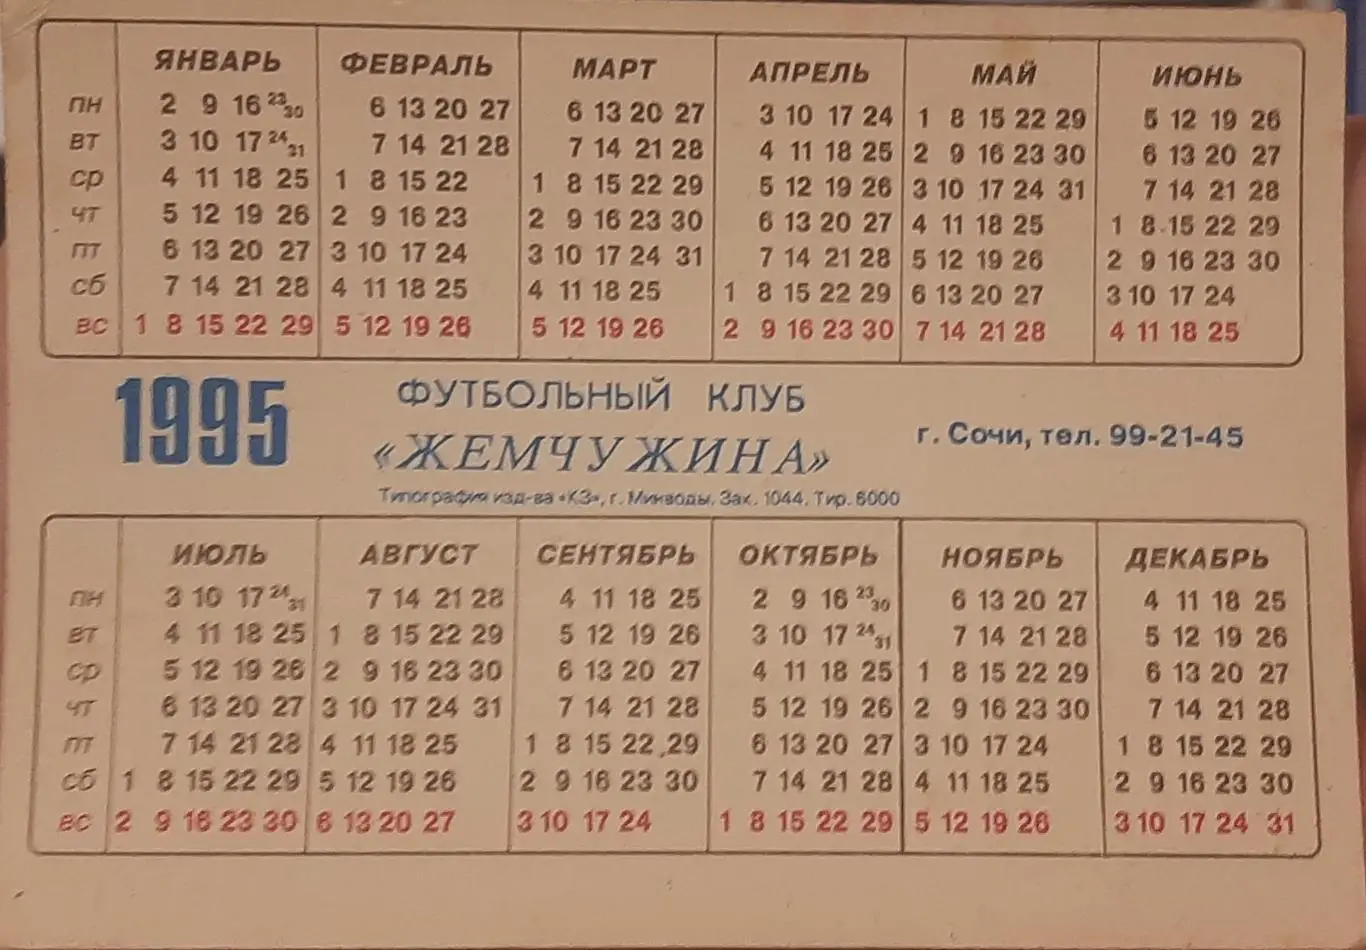 ЯНВАРЬ ФЕВРАЛЬ МАРТ АПРЕЛЬ МАЙ ИЮНЬ
ПН 2 9 16 23/30 6 13 20 27 6 13 20 27 3 10 17 24 1 8 15 22 29 5 12 19 26
ВТ 3 10 17 24/31 7 14 21 28 7 14 21 28 4 11 18 25 2 9 16 23 30 6 13 20 27
СР 4 11 18 25 1 8 15 22 1 8 15 22 29 5 12 19 26 3 10 17 24 31 7 14 21 28
ЧТ 5 12 19 26 2 9 16 23 2 9 16 23 30 6 13 20 27 4 11 18 25 1 8 15 22 29
ПТ 6 13 20 27 3 10 17 24 3 10 17 24 31 7 14 21 28 5 12 19 26 2 9 16 23 30
СБ 7 14 21 28 4 11 18 25 4 11 18 25 1 8 15 22 29 6 13 20 27 3 10 17 24
ВС 1 8 15 22 29 5 12 19 26 5 12 19 26 2 9 16 23 30 7 14 21 28 4 11 18 25
1995 ФУТБОЛЬНЫЙ КЛУБ
«ЖЕМЧУЖИНА» г. Сочи, тел. 99-21-45
Типография изд-ва «КЗ», г. Минводы. Зак. 1044. Тир. 6000
ИЮЛЬ АВГУСТ СЕНТЯБРЬ ОКТЯБРЬ НОЯБРЬ ДЕКАБРЬ
ПН 3 10 17 24/31 7 14 21 28 4 11 18 25 2 9 16 23/30 6 13 20 27 4 11 18 25
ВТ 4 11 18 25 1 8 15 22 29 5 12 19 26 3 10 17 24/31 7 14 21 28 5 12 19 26
СР 5 12 19 26 2 9 16 23 30 6 13 20 27 4 11 18 25 1 8 15 22 29 6 13 20 27
ЧТ 6 13 20 27 3 10 17 24 31 7 14 21 28 5 12 19 26 2 9 16 23 30 7 14 21 28
ПТ 7 14 21 28 4 11 18 25 1 8 15 22 29 6 13 20 27 3 10 17 24 1 8 15 22 29
СБ 1 8 15 22 29 5 12 19 26 2 9 16 23 30 7 14 21 28 4 11 18 25 2 9 16 23 30
ВС 2 9 16 23 30 6 13 20 27 3 10 17 24 1 8 15 22 29 5 12 19 26 3 10 17 24 31